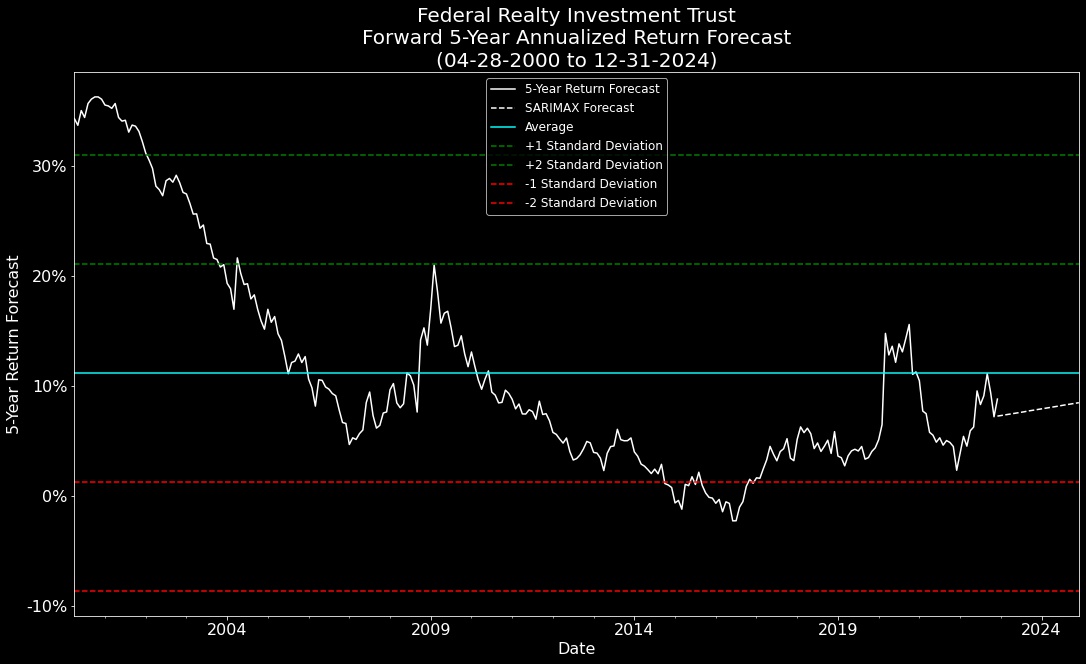 Federal Realty Investment Trust
Forward 5-Year Annualized Return Forecast
(04-28-2000 to 12-31-2024)
5-Year Return Forecast
SARIMAX Forecast
Average
+1 Standard Deviation
+2 Standard Deviation
-1 Standard Deviation
-2 Standard Deviation
5-Year Return Forecast
30%
20%
10%
0%
-10%
2004
2009
2014
2019
2024
Date